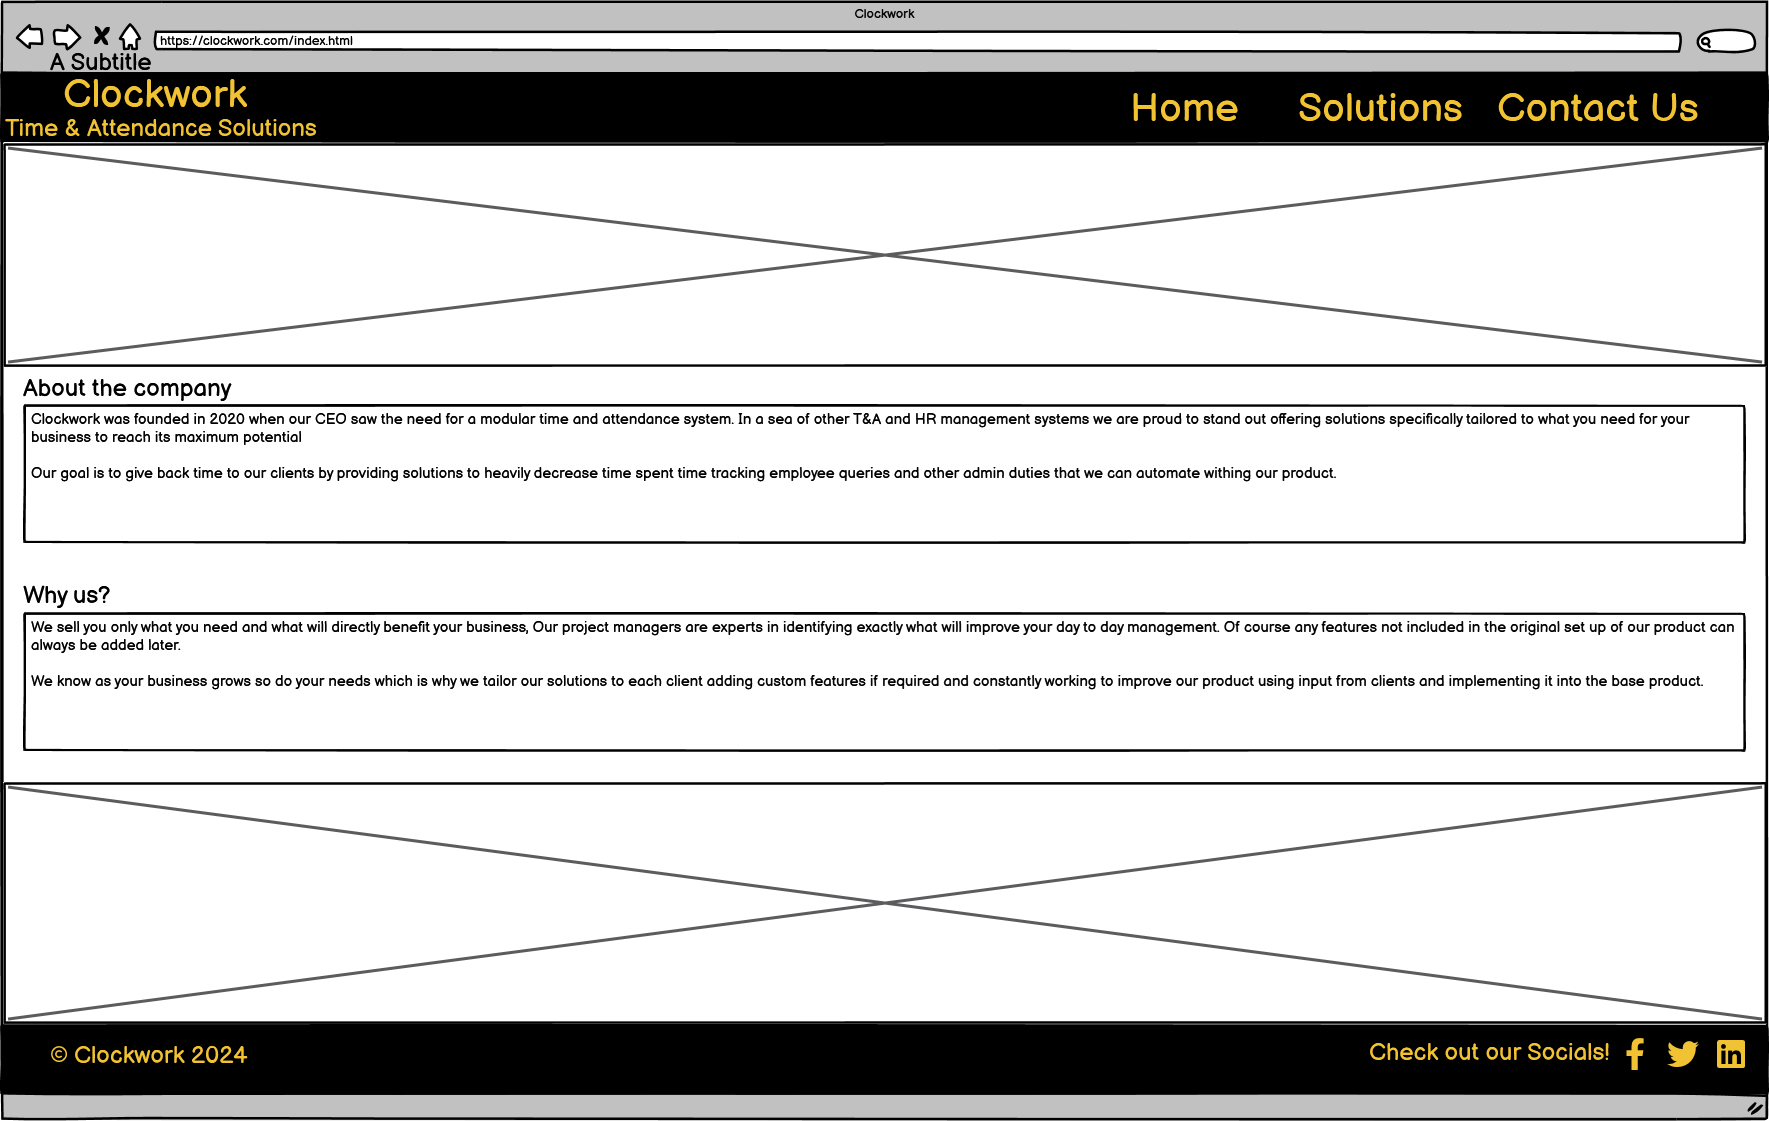 Clockwork
https://clockwork.com/index.html
A Subtitle
Clockwork
Time & Attendance Solutions
Home Solutions Contact Us
About the company
Clockwork was founded in 2020 when our CEO saw the need for a modular time and attendance system. In a sea of other T&A and HR management systems we are proud to stand out offering solutions specifically tailored to what you need for your
business to reach its maximum potential
Our goal is to give back time to our clients by providing solutions to heavily decrease time spent time tracking employee queries and other admin duties that we can automate withing our product.
Why us?
We sell you only what you need and what will directly benefit your business, Our project managers are experts in identifying exactly what will improve your day to day management. Of course any features not included in the original set up of our product can
always be added later.
We know as your business grows so do your needs which is why we tailor our solutions to each client adding custom features if required and constantly working to improve our product using input from clients and implementing it into the base product.
© Clockwork 2024
Check out our Socials!